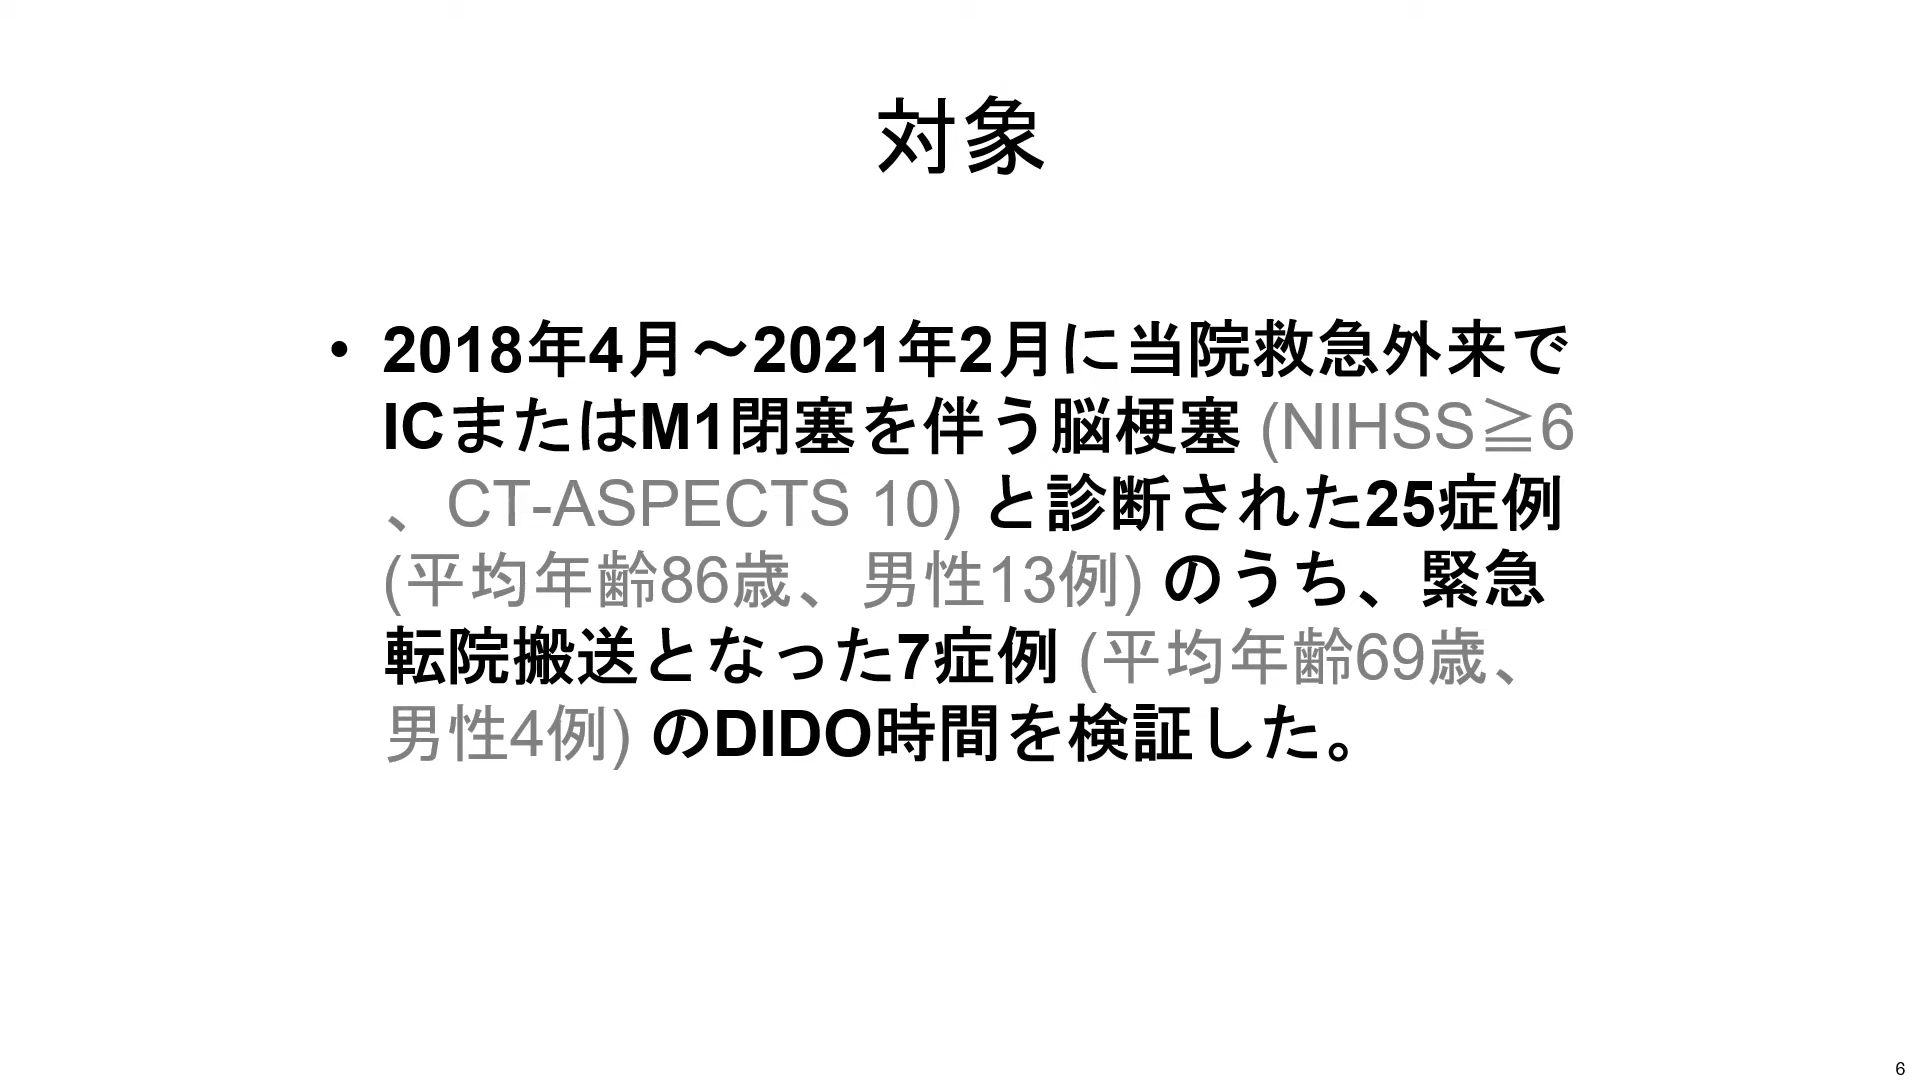 対象
• 2018年4月～2021年2月に当院救急外来で
ICまたはM1閉塞を伴う脳梗塞 (NIHSS≧6
、CT-ASPECTS 10) と診断された25症例
(平均年齢86歳、男性13例) のうち、緊急
転院搬送となった7症例 (平均年齢69歳、
男性4例) のDIDO時間を検証した。
6